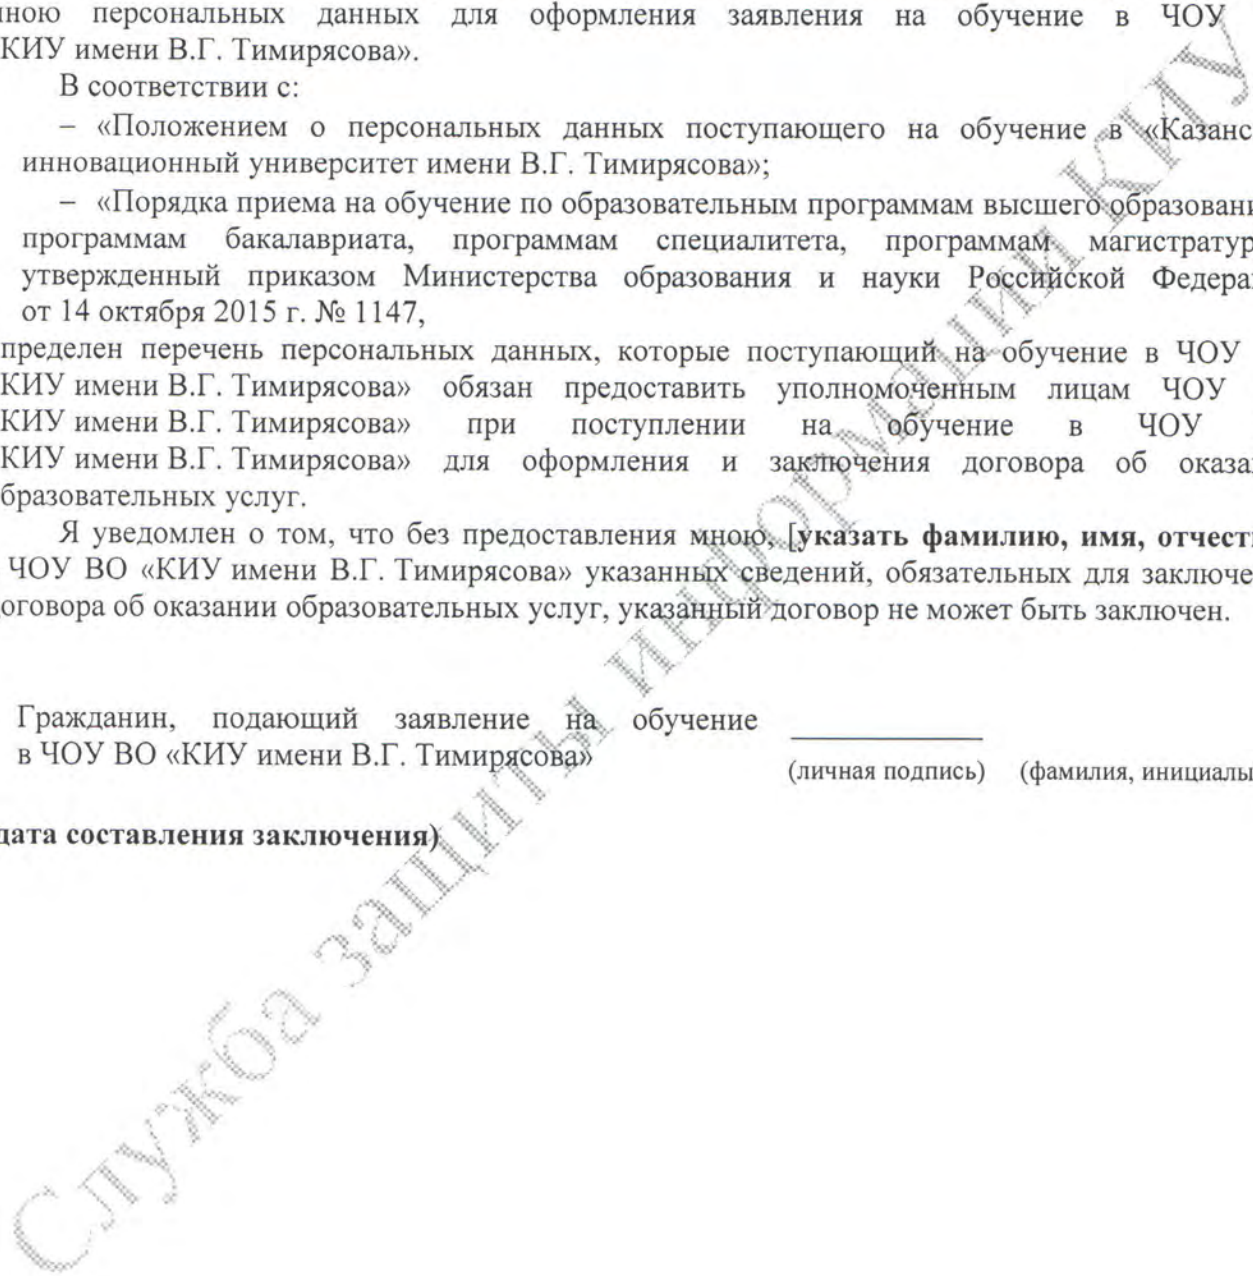 мною персональных данных для оформления заявления на обучение в ЧОУ
КИУ имени В.Г. Тимирясова».
В соответствии с:
– «Положением о персональных данных поступающего на обучение в «Казанс
инновационный университет имени В.Г. Тимирясова»;
– «Порядка приема на обучение по образовательным программам высшего образовани
программам бакалавриата, программам специалитета, программам магистратур
утвержденный приказом Министерства образования и науки Российской Федера
от 14 октября 2015 г. № 1147,
пределен перечень персональных данных, которые поступающий на обучение в ЧОУ
КИУ имени В.Г. Тимирясова» обязан предоставить уполномоченным лицам ЧОУ
КИУ имени В.Г. Тимирясова» при поступлении на обучение в ЧОУ
КИУ имени В.Г. Тимирясова» для оформления и заключения договора об оказа
бразовательных услуг.
Я уведомлен о том, что без предоставления мною, [указать фамилию, имя, отчест
ЧОУ ВО «КИУ имени В.Г. Тимирясова» указанных сведений, обязательных для заключе
оговора об оказании образовательных услуг, указанный договор не может быть заключен.
Гражданин, подающий заявление на обучение
в ЧОУ ВО «КИУ имени В.Г. Тимирясова»
(личная подпись) (фамилия, инициалы
дата составления заключения)
Служба защиты информации КИУ